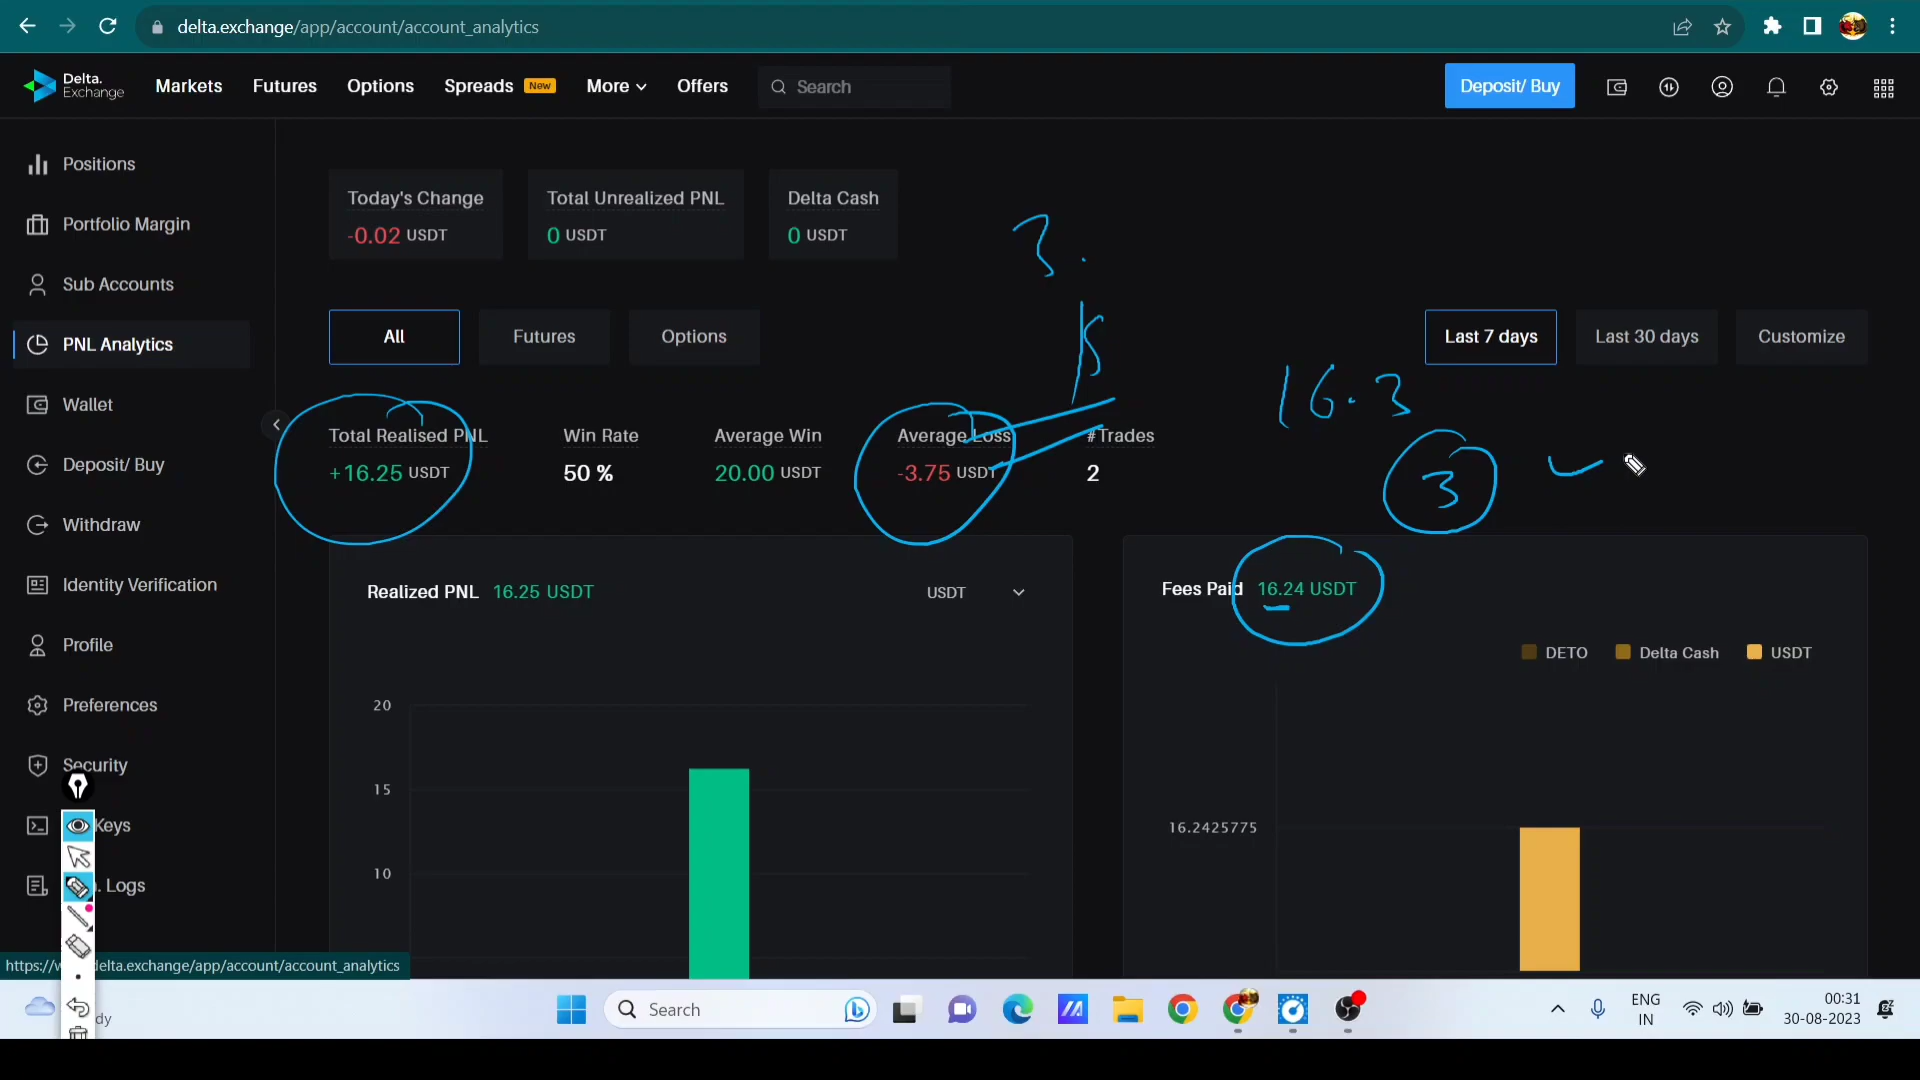 delta.exchange/app/account/account_analytics
Delta.
Exchange
Markets
Futures
Options
Spreads New
More
Offers
Search
Deposit/ Buy
Positions
Portfolio Margin
Sub Accounts
PNL Analytics
Wallet
Deposit/ Buy
Withdraw
Identity Verification
Profile
Preferences
Security
Keys
. Logs
Today's Change
-0.02 USDT
Total Unrealized PNL
0 USDT
Delta Cash
0 USDT
All
Futures
Options
Last 7 days
Last 30 days
Customize
16.3
3
Total Realised PNL
+16.25 USDT
Win Rate
50 %
Average Win
20.00 USDT
Average Loss
-3.75 USDT
#Trades
2
Realized PNL 16.25 USDT
USDT
20
15
10
Fees Paid 16.24 USDT
DETO
Delta Cash
USDT
16.2425775
delta.exchange/app/account/account_analytics
Search
ENG
IN
00:31
30-08-2023